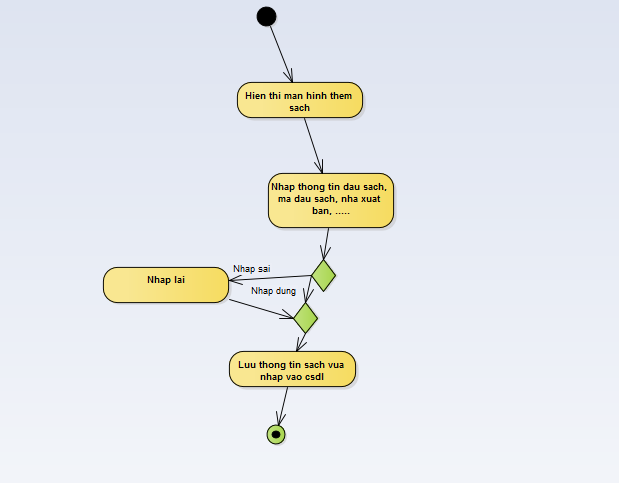 Hien thi man hinh them
sach
Nhap thong tin dau sach,
ma dau sach, nha xuat
ban, .....
Nhap sai
Nhap lai
Nhap dung
Luu thong tin sach vua
nhap vao csdl